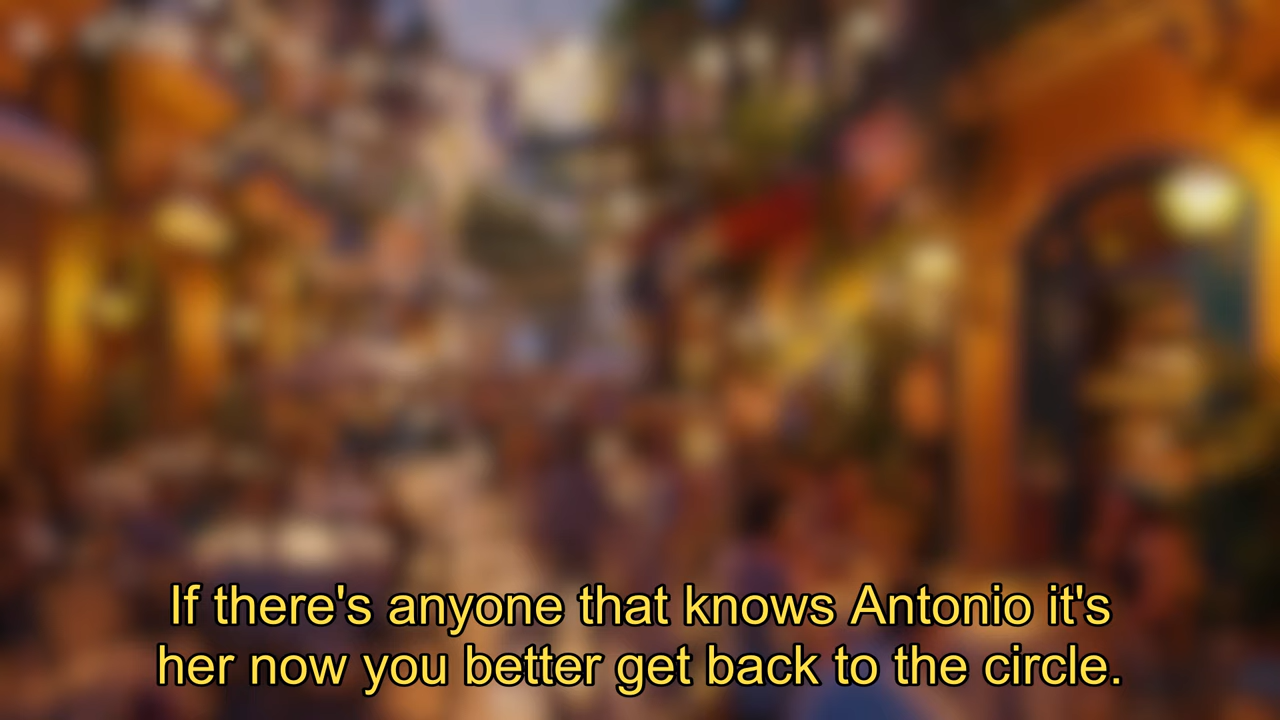 If there's anyone that knows Antonio it's
her now you better get back to the circle.